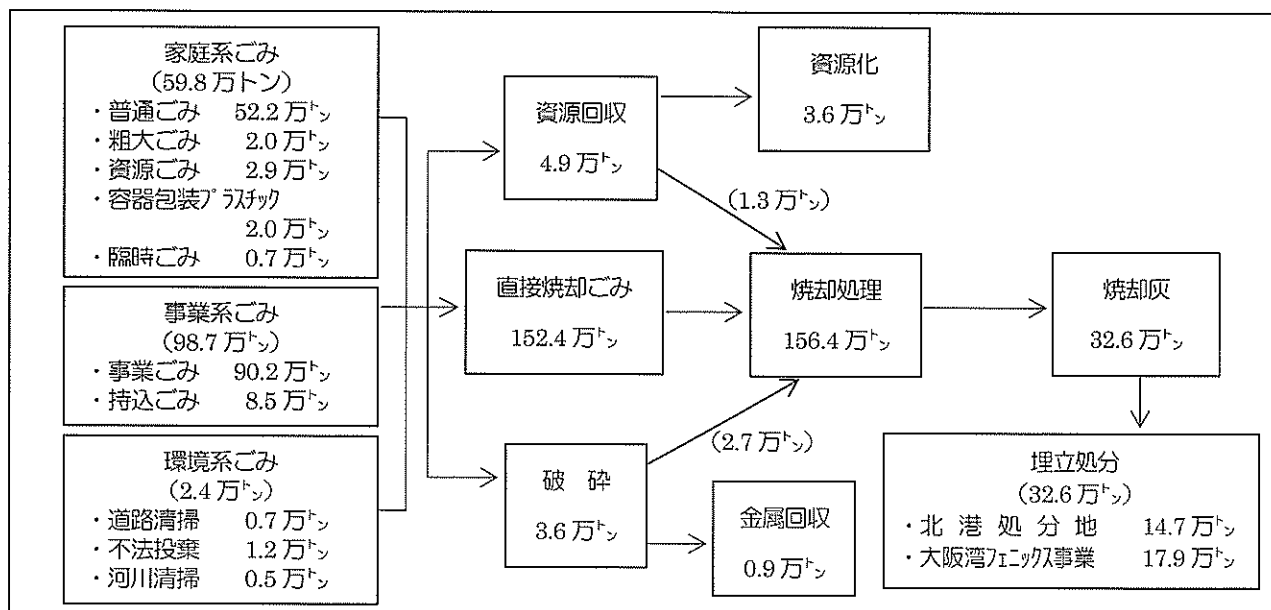 家庭系ごみ
(59.8万トン)
・普通ごみ 52.2万トン
・粗大ごみ 2.0万トン
・資源ごみ 2.9万トン
・容器包装プラスチック
2.0万トン
・臨時ごみ 0.7万トン
事業系ごみ
(98.7万トン)
・事業ごみ 90.2万トン
・持込ごみ 8.5万トン
環境系ごみ
(2.4万トン)
・道路清掃 0.7万トン
・不法投棄 1.2万トン
・河川清掃 0.5万トン
資源回収
4.9万トン
直接焼却ごみ
152.4万トン
破 砕
3.6万トン
資源化
3.6万トン
(1.3万トン)
焼却処理
156.4万トン
(2.7万トン)
金属回収
0.9万トン
焼却灰
32.6万トン
埋立処分
(32.6万トン)
・北 港 処 分 地 14.7万トン
・大阪湾フェニックス事業 17.9万トン